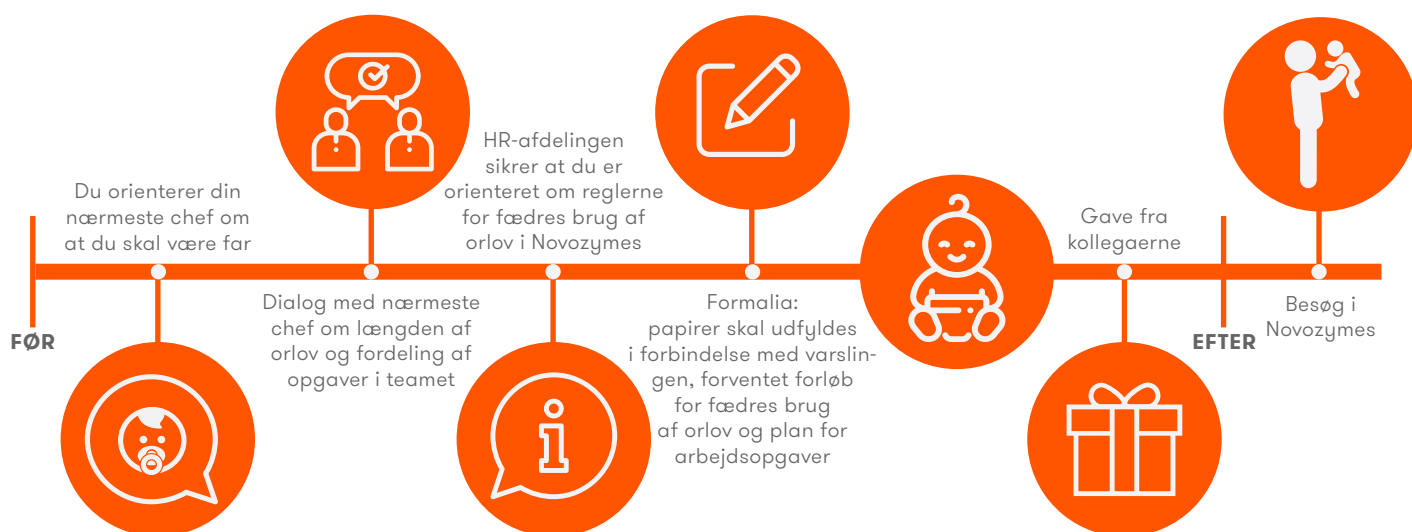 FØR
Du orienterer din
nærmeste chef om
at du skal være far
Dialog med nærmeste
chef om længden af
orlov og fordeling af
opgaver i teamet
HR-afdelingen
sikrer at du er
orienteret om reglerne
for fædres brug af
orlov i Novozymes
Formalia:
papirer skal udfyldes
i forbindelse med varslin-
gen, forventet forløb
for fædres brug
af orlov og plan for
arbejdsopgaver
Gave fra
kollegaerne
EFTER
Besøg i
Novozymes